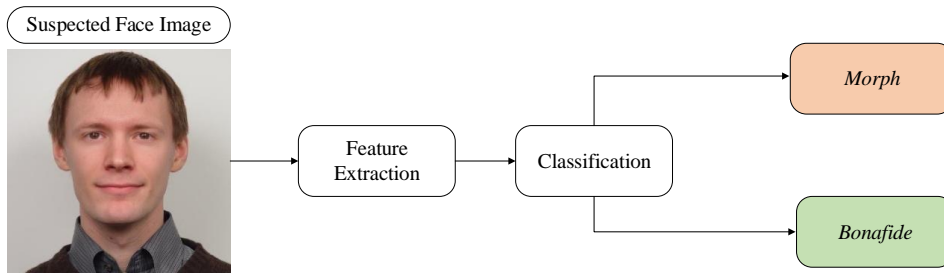 Suspected Face Image
Feature
Extraction
Classification
Morph
Bonafide